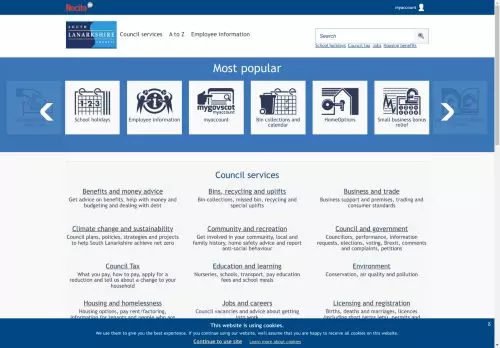 myaccount
SOUTH
LANARKSHIRE
COUNCIL
Council services A to Z Employee information
Search
School holidays Council tax Jobs Housing benefits
Most popular
1 2 3
mygovscot
myaccount
School holidays
Employee information
myaccount
Bin collections and
calendar
HomeOptions
Small business bonus
relief
Council services
Benefits and money advice
Get advice on benefits, help with money and
budgeting and dealing with debt
Bins, recycling and uplifts
Bin collections, missed bin, recycling and
special uplifts
Business and trade
Business support and premises, trading and
consumer standards
Climate change and sustainability
Council plans, policies, strategies and projects
to help South Lanarkshire achieve net zero
Community and recreation
Get involved in your community, local and
family history, home safety advice and report
anti-social behaviour
Council and government
Councillors, performance, information
requests, elections, voting, Brexit, comments
and complaints, petitions
Council Tax
What you pay, how to pay, apply for a
reduction and tell us about a change to your
household
Education and learning
Nurseries, schools, transport, pay education
fees and school meals
Environment
Conservation, air quality and pollution
Housing and homelessness
Housing options, pay rent/factoring,
information for tenants and people who are
Jobs and careers
Council vacancies and advice about getting
work
Licensing and registration
Births, deaths and marriages, licences
(including short term lets), permits and
This website is using cookies.
We use them to give you the best experience. If you continue using our website, we'll assume that you are happy to receive all cookies on this website.
Continue to use site Learn more about cookies
X